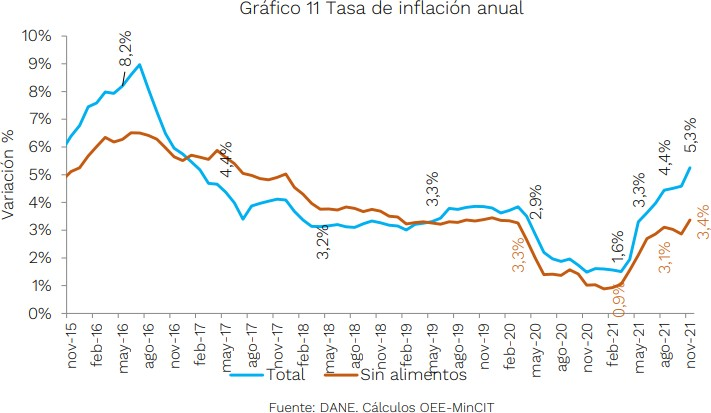 Gráfico 11 Tasa de inflación anual
Variación %
10%
9%
8%
7%
6%
5%
4%
3%
2%
1%
0%
8,2%
4,4%
3,2%
3,3%
3,3%
2,9%
1,6%
0,9%
3,3%
4,4%
3,1%
5,3%
3,4%
nov-15
feb-16
may-16
ago-16
nov-16
feb-17
may-17
ago-17
nov-17
feb-18
may-18
ago-18
nov-18
feb-19
may-19
ago-19
nov-19
feb-20
may-20
ago-20
nov-20
feb-21
may-21
ago-21
nov-21
Total
Sin alimentos
Fuente: DANE. Cálculos OEE-MinCIT